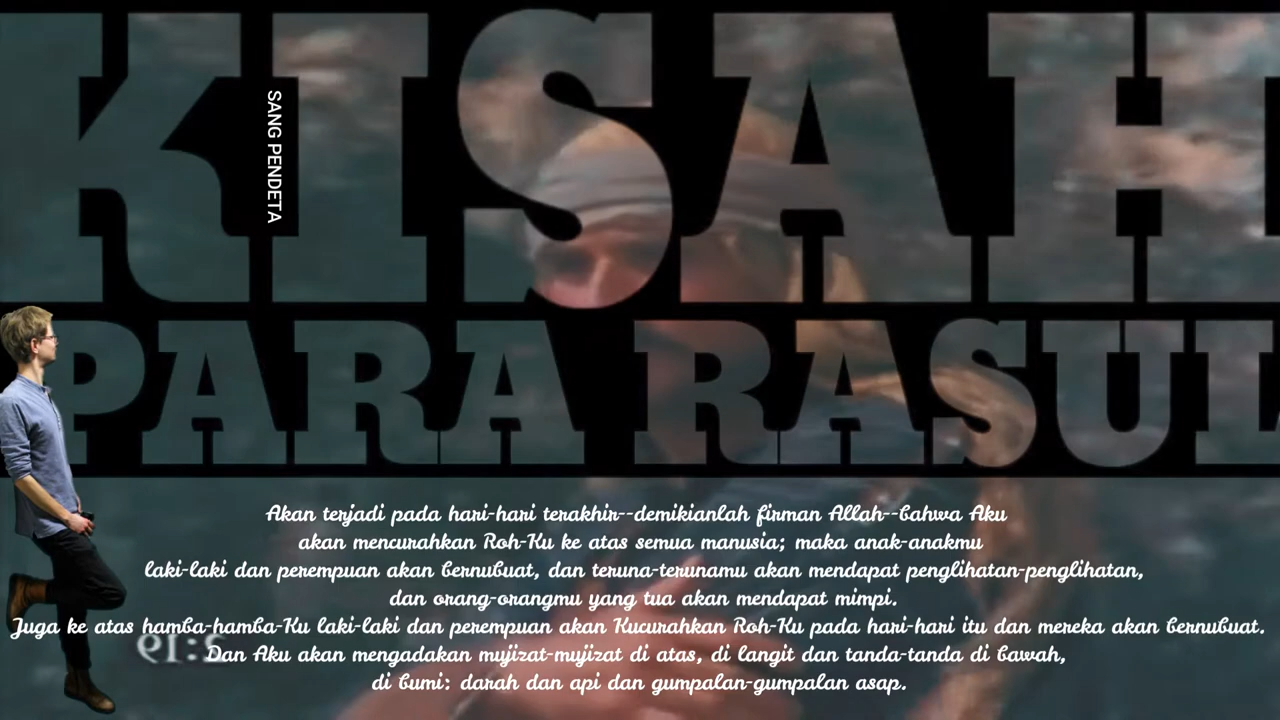 KISAH
SANG PENDETA
PARA RASUL
Akan terjadi pada hari-hari terakhir--demikianlah firman Allah--bahwa Aku
akan mencurahkan Roh-Ku ke atas semua manusia; maka anak-anakmu
laki-laki dan perempuan akan bernubuat, dan teruna-terunamu akan mendapat penglihatan-penglihatan,
dan orang-orangmu yang tua akan mendapat mimpi.
Juga ke atas hamba-hamba-Ku laki-laki dan perempuan akan Kucurahkan Roh-Ku pada hari-hari itu dan mereka akan bernubuat.
Dan Aku akan mengadakan mujizat-mujizat di atas, di langit dan tanda-tanda di bawah,
di bumi: darah dan api dan gumpalan-gumpalan asap.